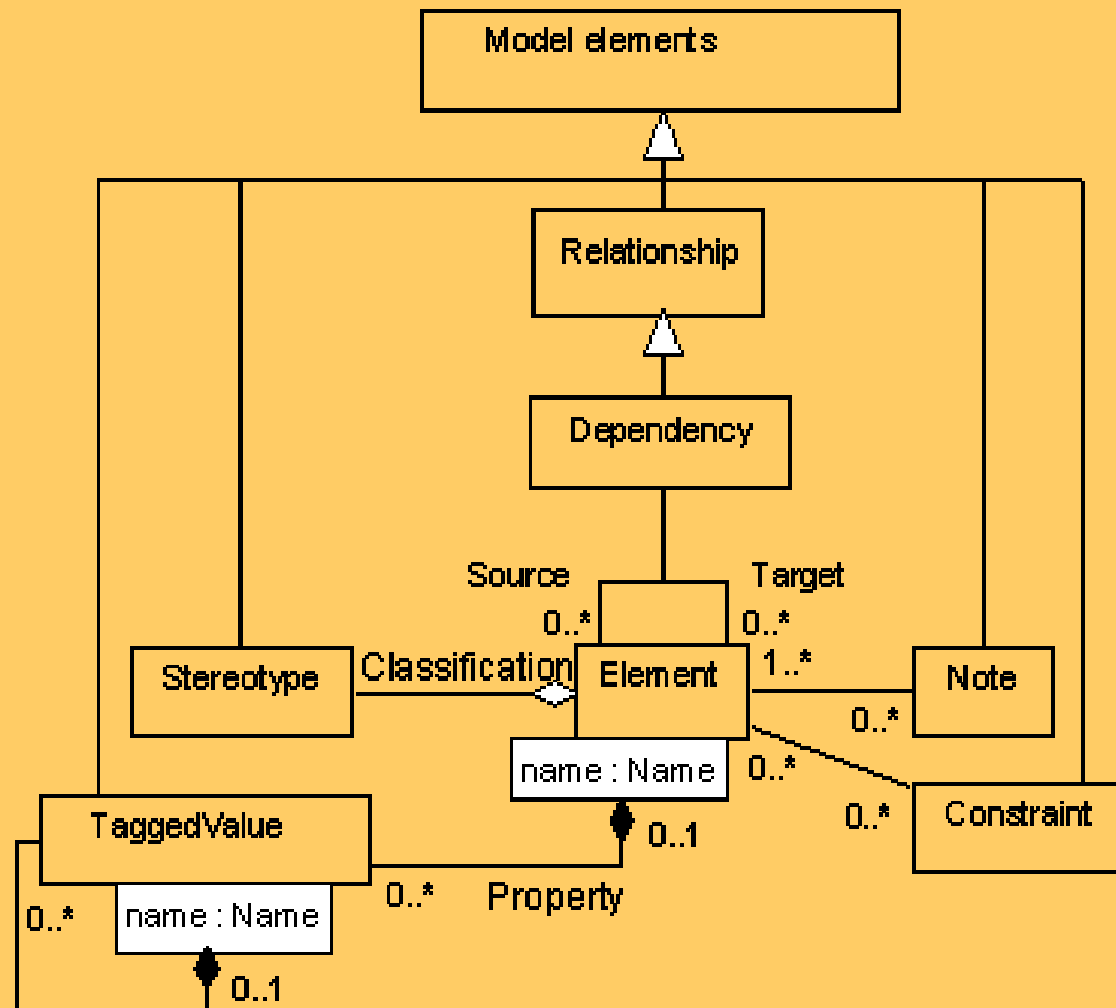 Model elements
Relationship
Dependency
Source
Target
0..*
0..*
Stereotype
Classification
Element
1..*
Note
0..*
name : Name
0..*
0..*
Constraint
TaggedValue
0..1
0..*
Property
0..*
name : Name
0..1